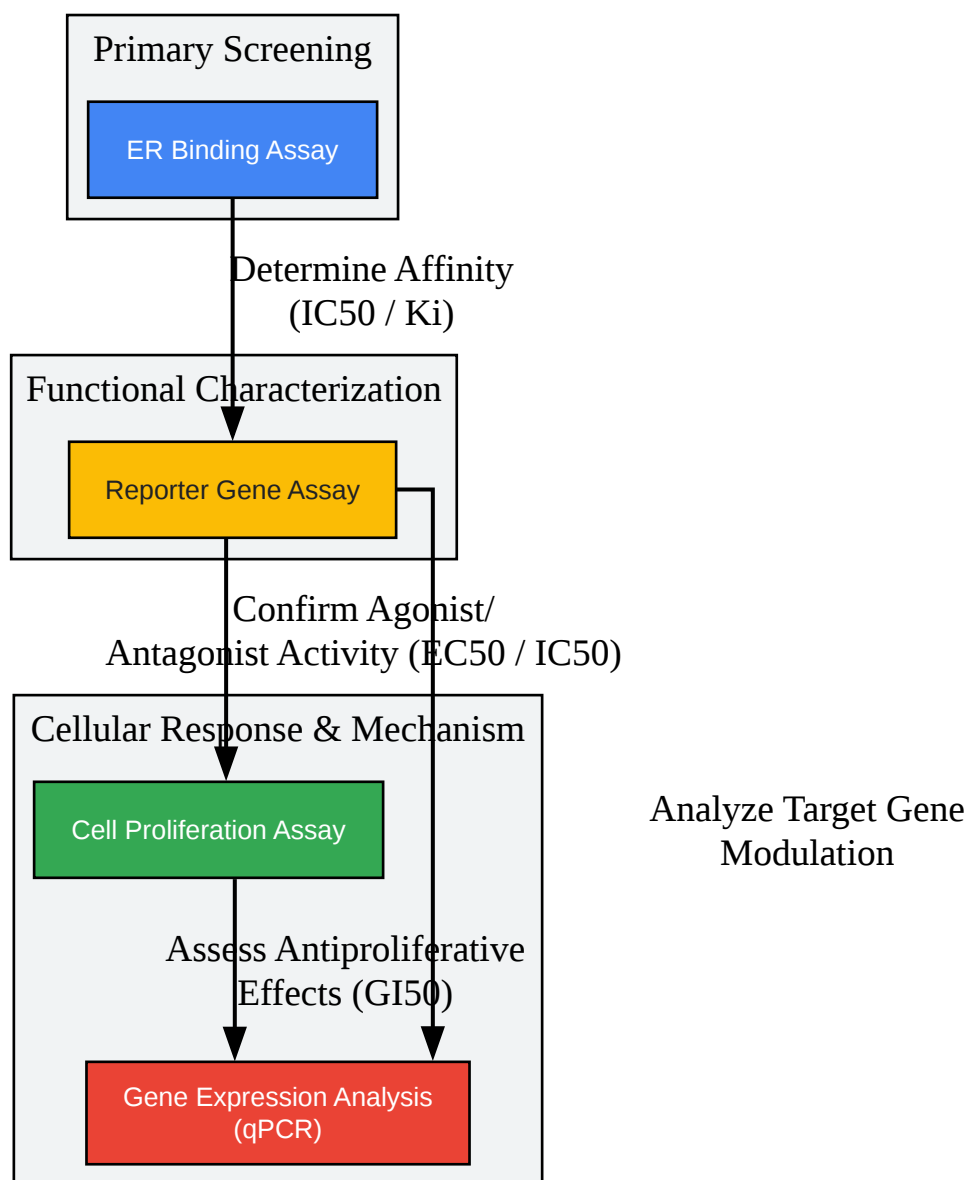 Primary Screening
ER Binding Assay
Determine Affinity
(IC50 / Ki)
Functional Characterization
Reporter Gene Assay
Confirm Agonist/
Antagonist Activity (EC50 / IC50)
Cellular Response & Mechanism
Cell Proliferation Assay
Analyze Target Gene
Modulation
Assess Antiproliferative
Effects (GI50)
Gene Expression Analysis
(qPCR)